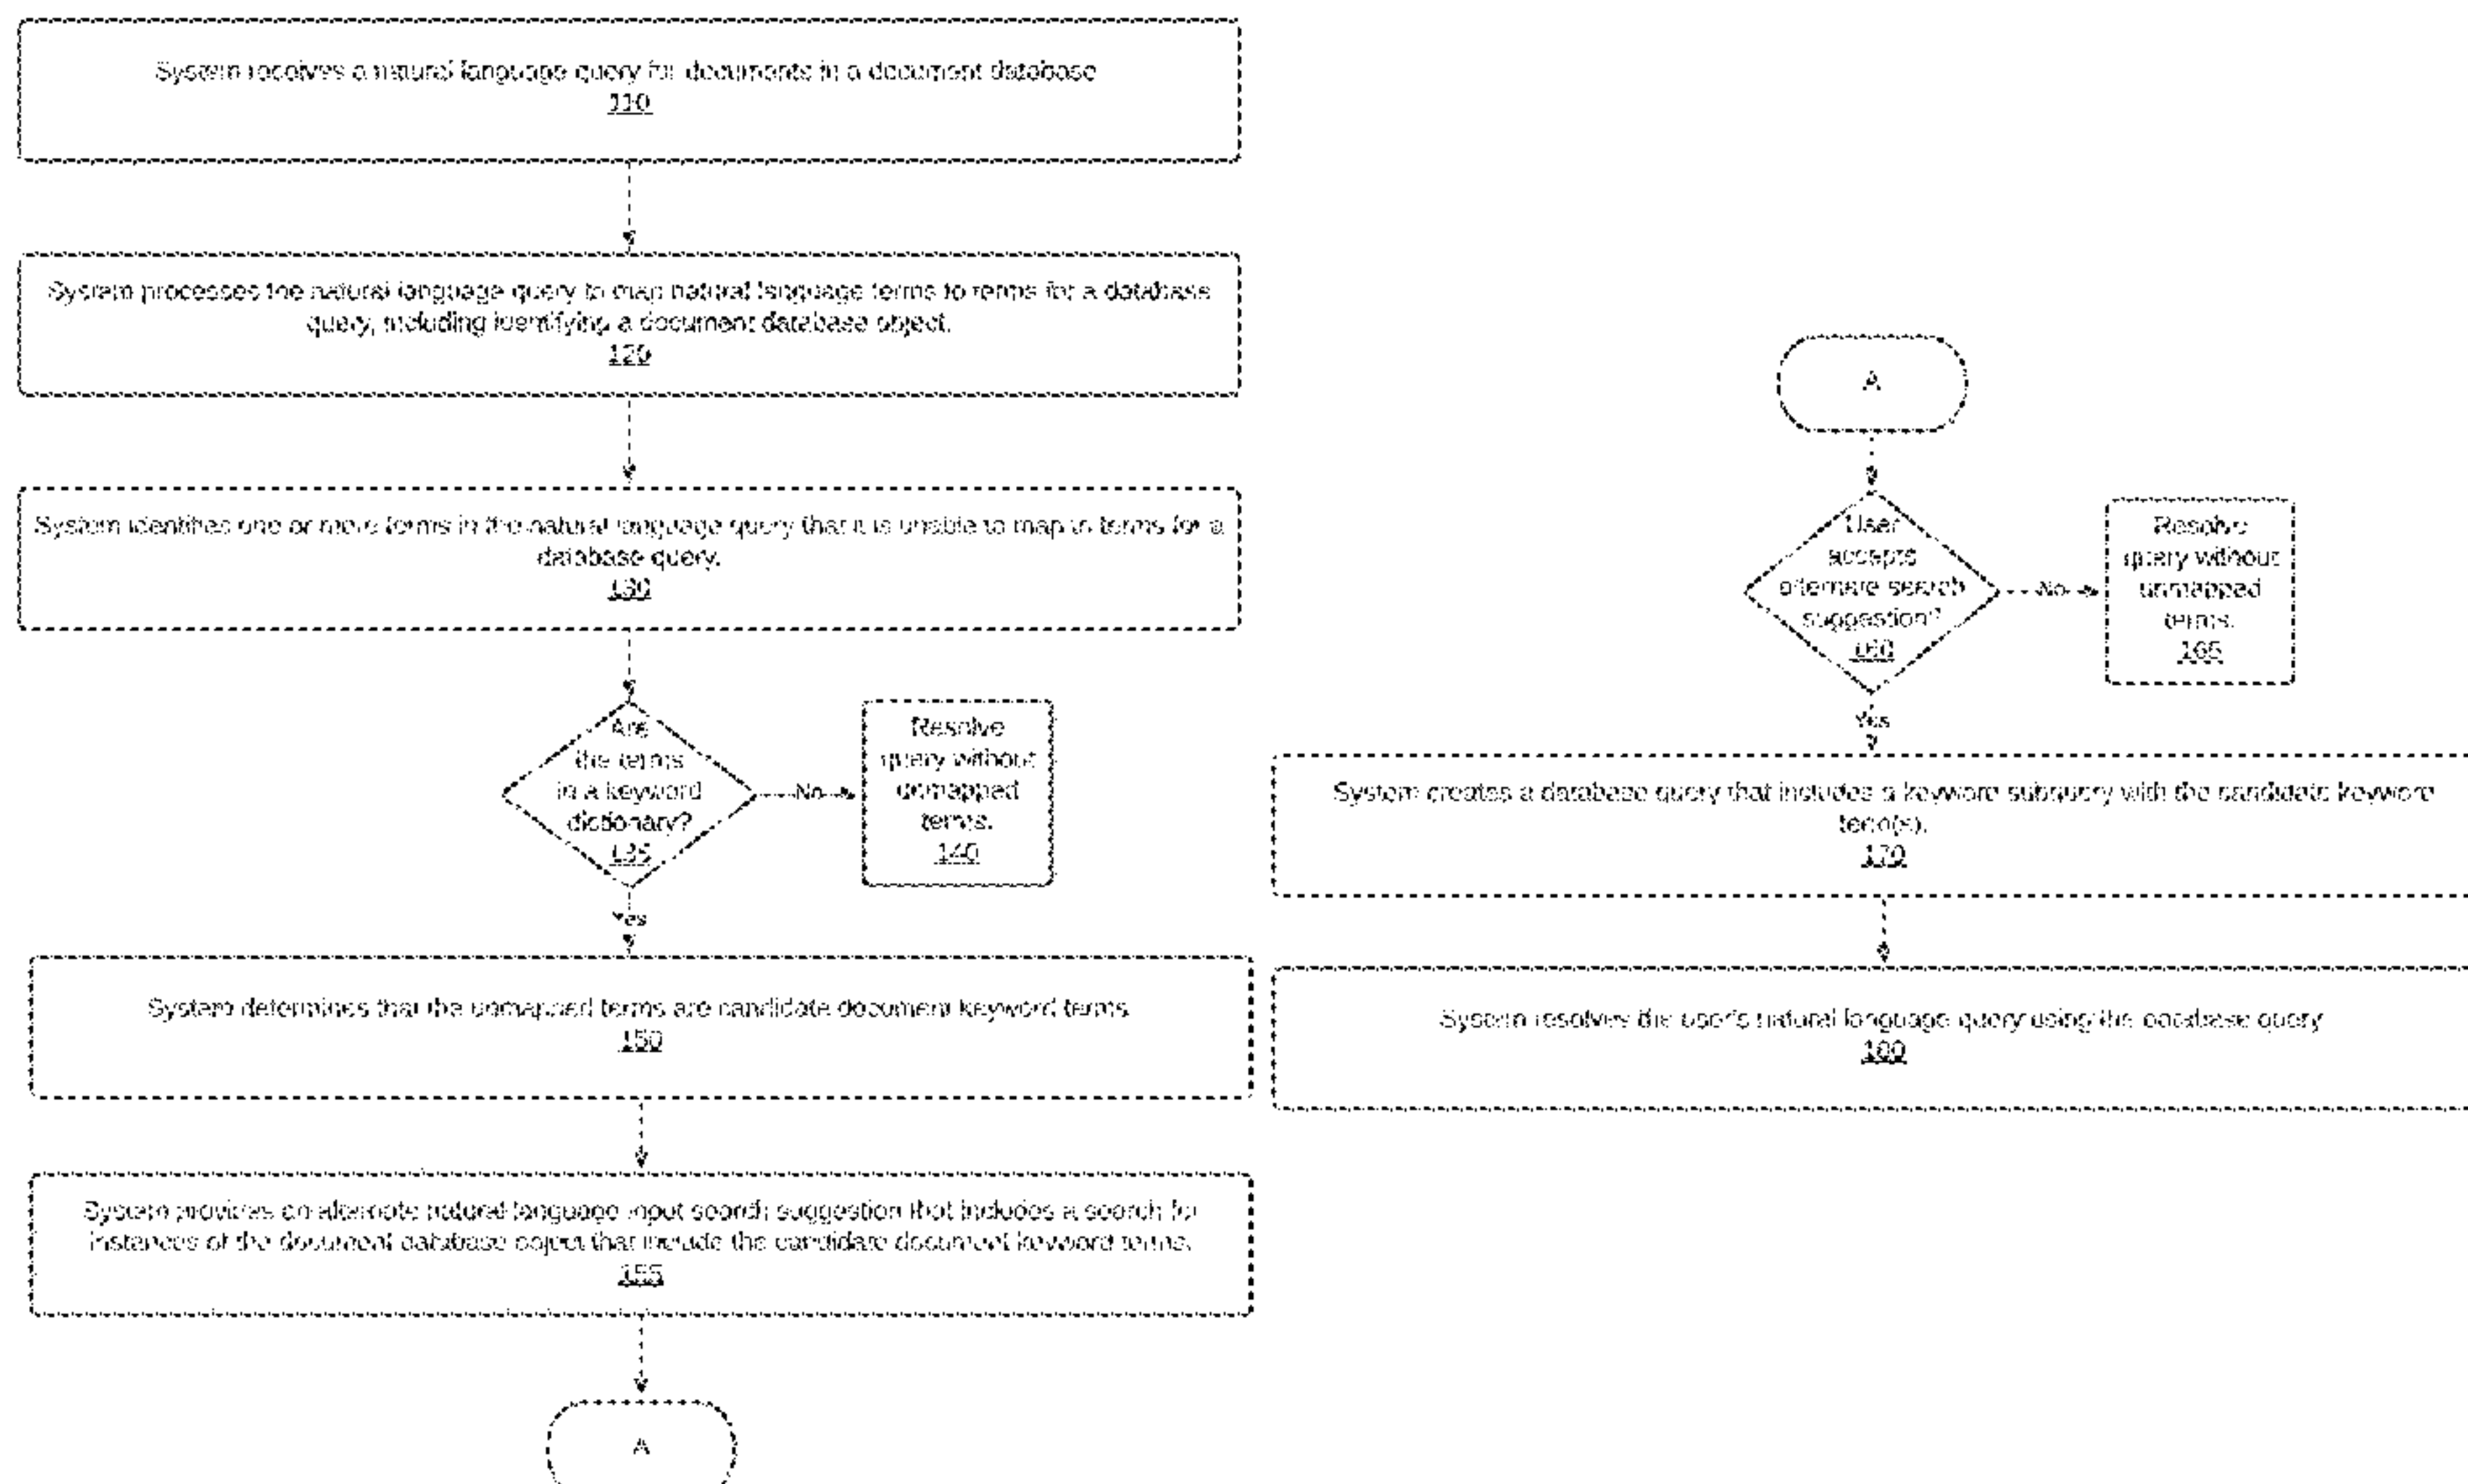 System receives a natural language query for documents in a document database
110
System processes the natural language query to map natural language terms to terms for a database
query, including identifying a document database object.
120
System identifies one or more terms in the natural language query that it is unable to map to terms for a
database query.
130
Are
the terms
in a keyword
dictionary?
135
No
Resolve
query without
unmapped
terms.
140
Yes
System determines that the unmapped terms are candidate document keyword terms
150
System provides an alternate natural language input search suggestion that includes a search for
instances of the document database object that include the candidate document keyword terms.
155
A
A
User
accepts
alternate search
suggestion?
160
No
Resolve
query without
unmapped
terms.
165
Yes
System creates a database query that includes a keyword subquery with the candidate keyword
term(s).
170
System resolves the user's natural language query using the database query
180